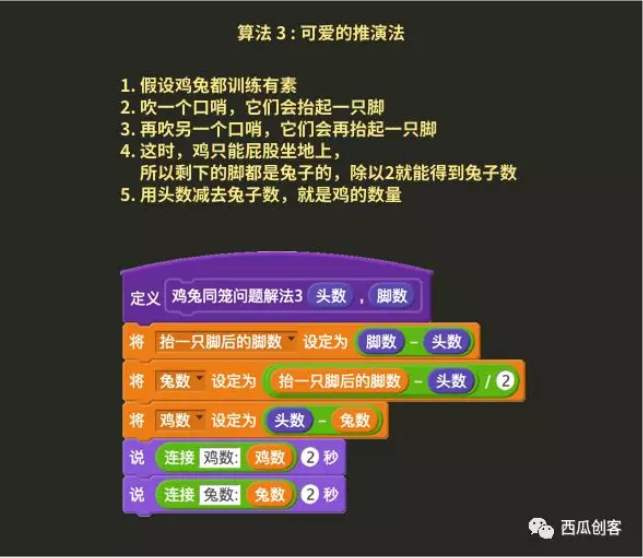 算法 3 : 可爱的推演法
1. 假设鸡兔都训练有素
2. 吹一个口哨，它们会抬起一只脚
3. 再吹另一个口哨，它们会再抬起一只脚
4. 这时，鸡只能屁股坐地上，
所以剩下的脚都是兔子的，除以2就能得到兔子数
5. 用头数减去兔子数，就是鸡的数量
定义 鸡兔同笼问题解法3 头数 , 脚数
将 抬一只脚后的脚数 设定为 脚数 - 头数
将 兔数 设定为 抬一只脚后的脚数 - 头数 / 2
将 鸡数 设定为 头数 - 兔数
说 连接 鸡数: 鸡数 2 秒
说 连接 兔数: 兔数 2 秒
西瓜创客